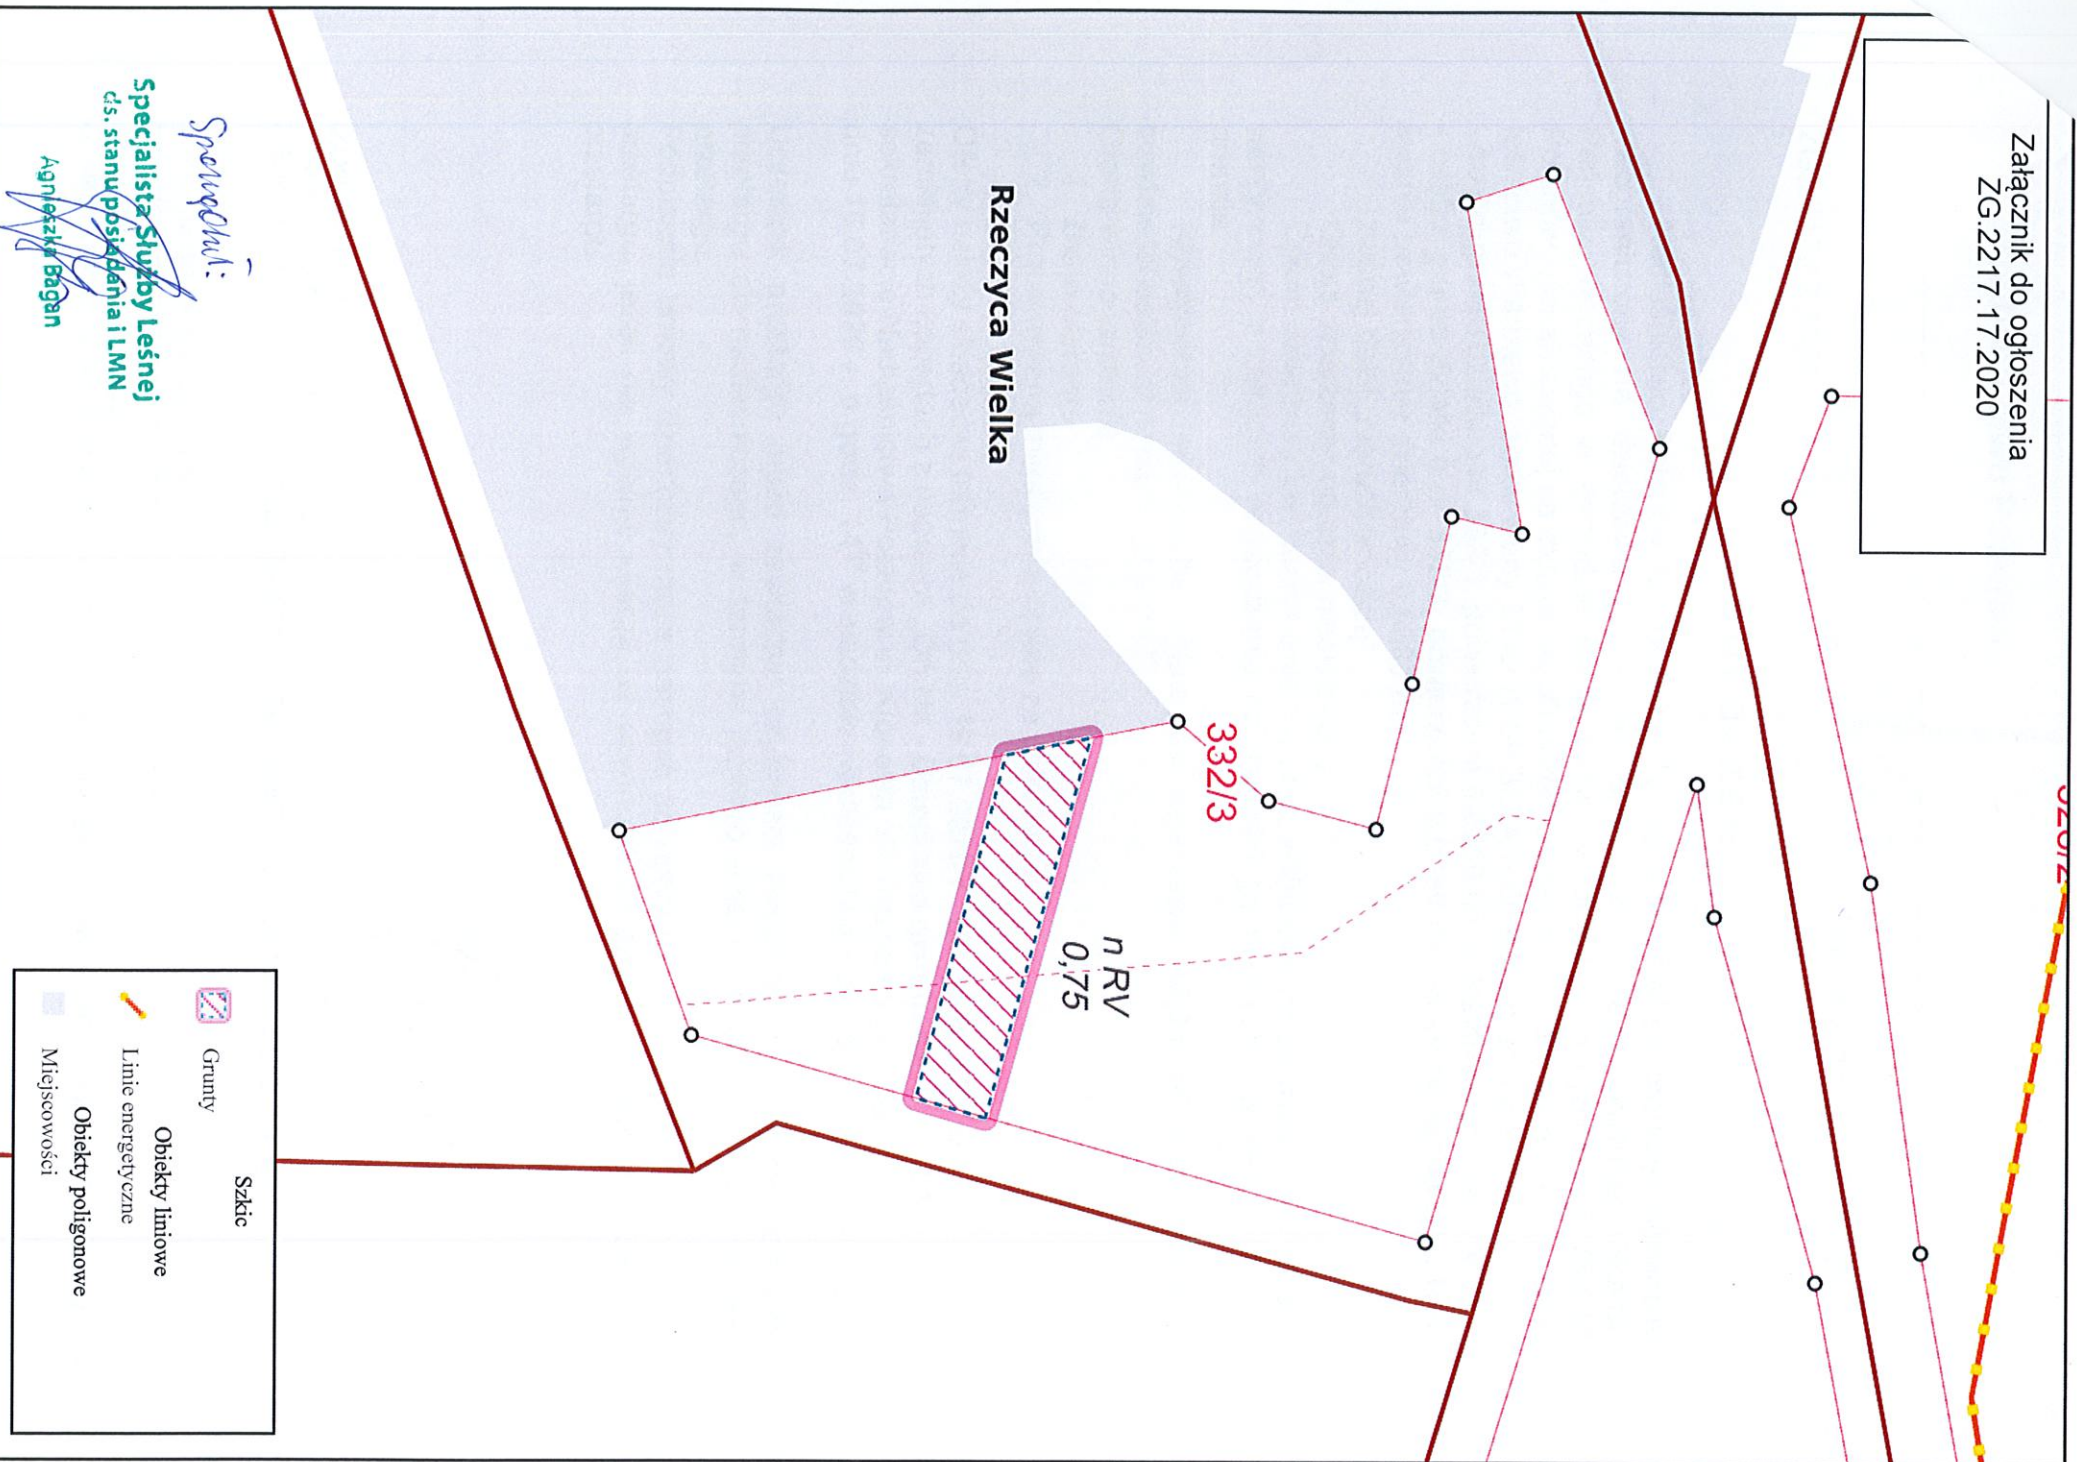 Załącznik do ogłoszenia
ZG.2217.17.2020
Rzeczyca Wielka
332/3
n RV
0,75
Sporządził:
Specjalista Służby Leśnej
ds. stanu posiadania i LMN
Agnieszka Bagan
Szkic
Grunty
Obiekty liniowe
Linie energetyczne
Obiekty poligonowe
Miejscowości